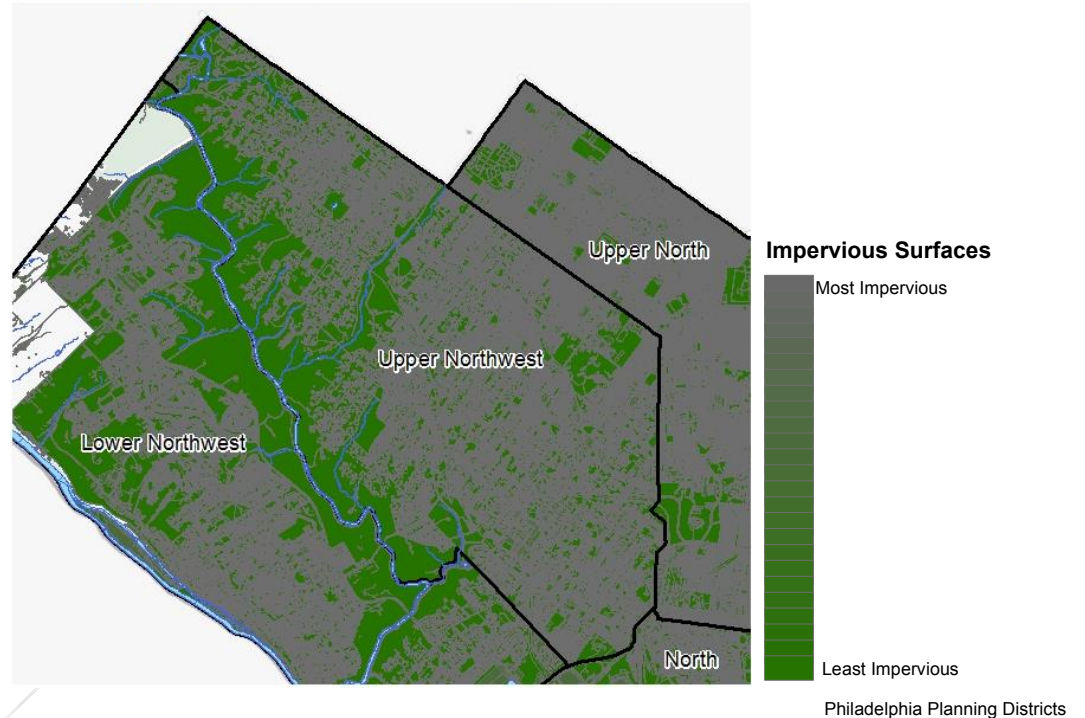 Upper North
Impervious Surfaces
Most Impervious
Upper Northwest
Lower Northwest
North
Least Impervious
Philadelphia Planning Districts